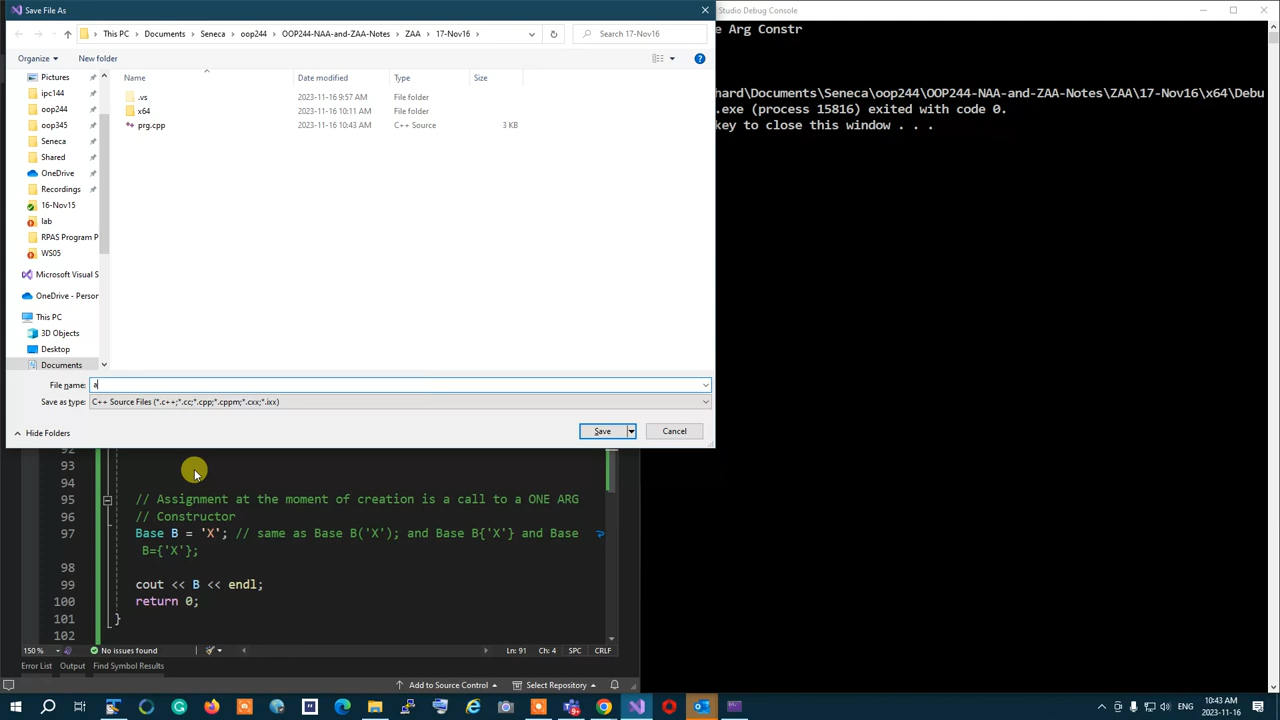 Save File As
Studio Debug Console
This PC > Documents > Seneca > oop244 > OOP244-NAA-and-ZAA-Notes > ZAA > 17-Nov16 >
Search 17-Nov16
Organize
New folder
Name
Date modified
Type
Size
.vs
2023-11-16 9:57 AM
File folder
x64
2023-11-16 10:11 AM
File folder
prg.cpp
2023-11-16 10:43 AM
C++ Source
3 KB
Pictures
ipc144
oop244
oop345
Seneca
Shared
OneDrive
Recordings
16-Nov15
lab
RPAS Program P
WS05
Microsoft Visual S
OneDrive - Person
This PC
3D Objects
Desktop
Documents
File name:
a
Save as type:
C++ Source Files (*.c++;*.cc;*.cpp;*.cppm;*.cxx;*.ixx)
Hide Folders
Save
Cancel
e Arg Constr
hard\Documents\Seneca\oop244\OOP244-NAA-and-ZAA-Notes\ZAA\17-Nov16\x64\Debu
.exe (process 15816) exited with code 0.
key to close this window . . .
92
93
94
95 // Assignment at the moment of creation is a call to a ONE ARG
96 // Constructor
97 Base B = 'X'; // same as Base B('X'); and Base B{'X'} and Base
B={'X'};
98
99 cout << B << endl;
100 return 0;
101 }
102
150 %
No issues found
Ln: 91
Ch: 4
SPC
CRLF
Error List
Output
Find Symbol Results
Add to Source Control
Select Repository
ENG
10:43 AM
2023-11-16